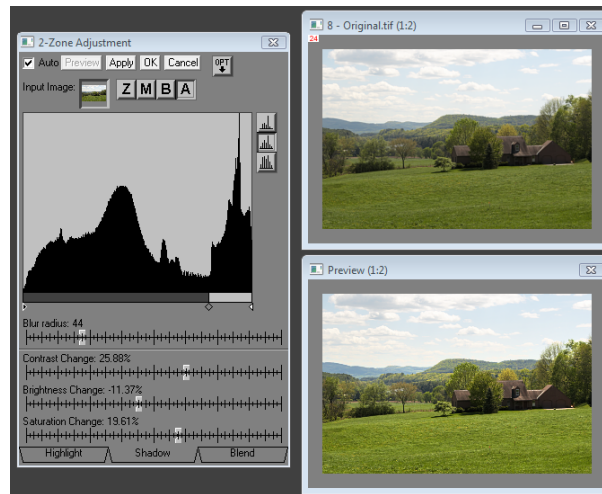 2-Zone Adjustment
Auto Preview Apply OK Cancel OPT
Input Image: Z M B A
Blur radius: 44
Contrast Change: 25.88%
Brightness Change: -11.37%
Saturation Change: 19.61%
Highlight Shadow Blend
8 - Original.tif (1:2)
24
Preview (1:2)